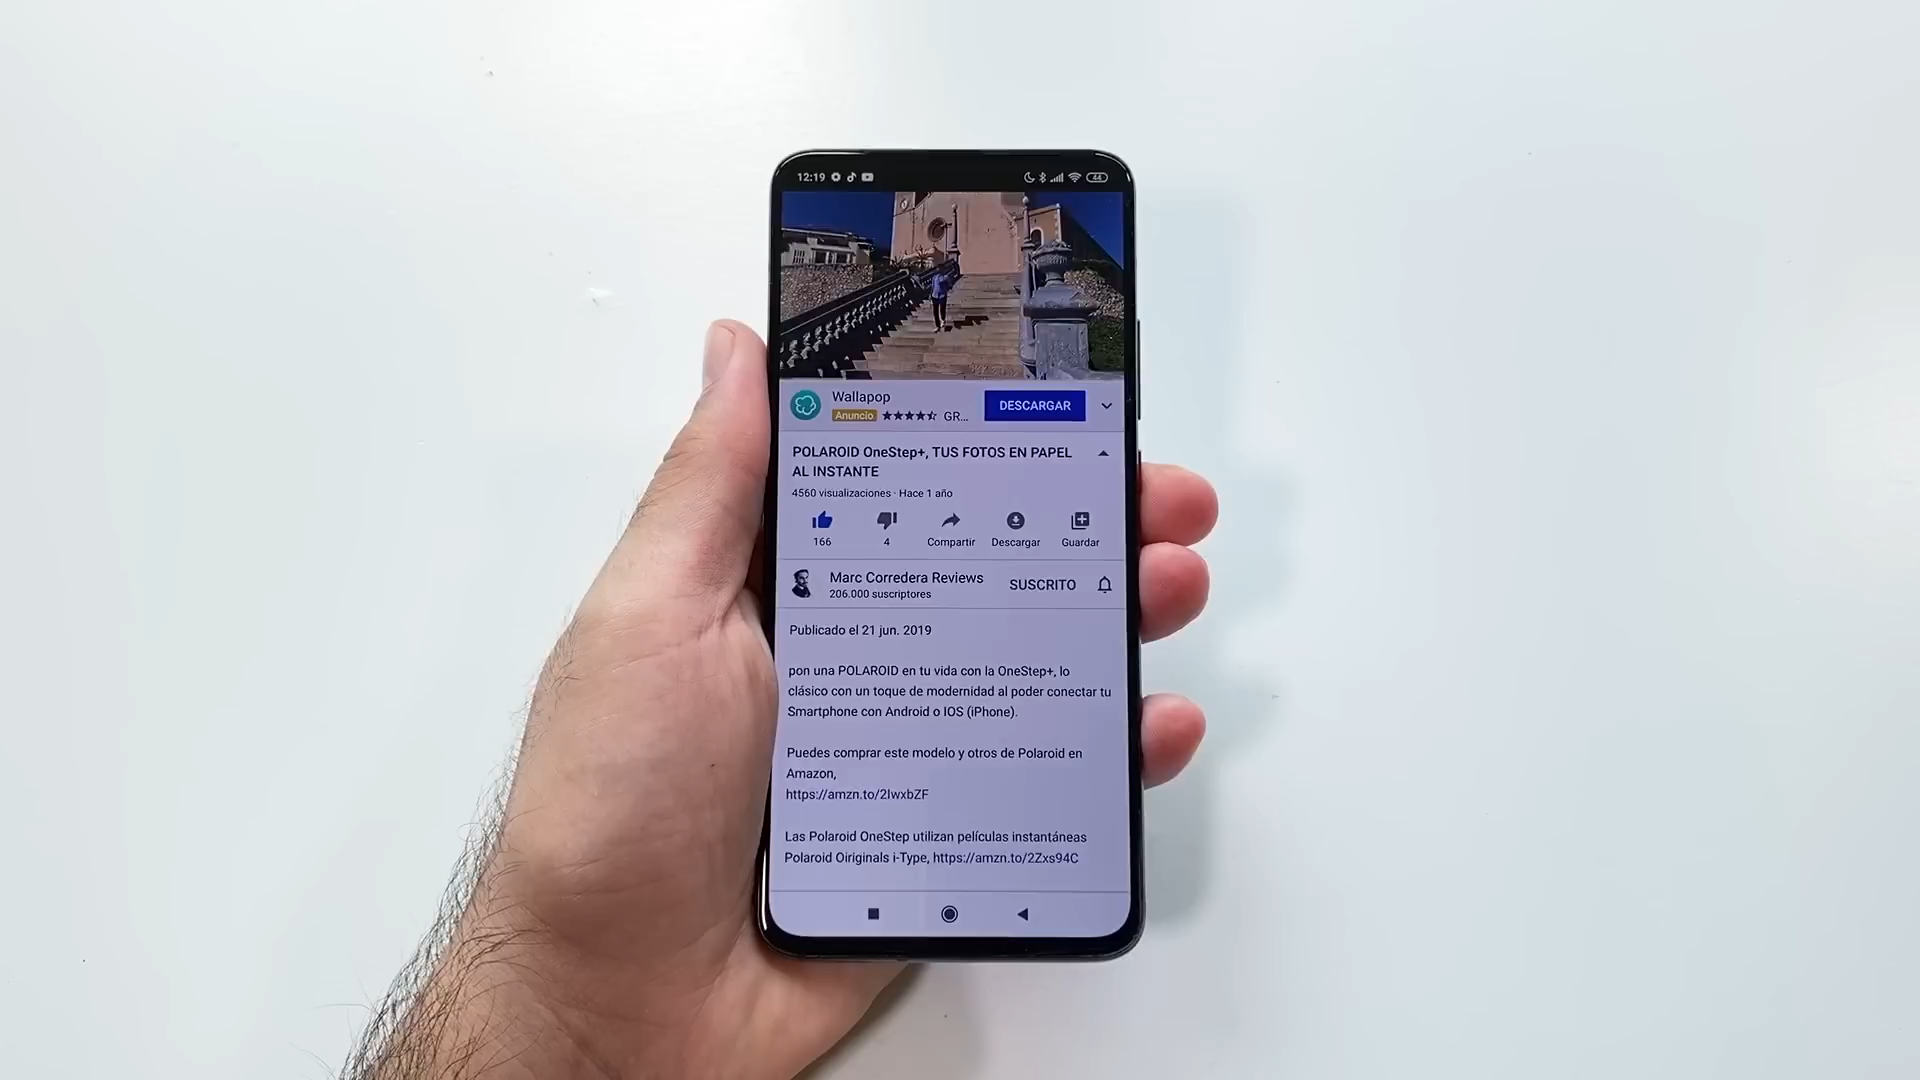 12:19
44
Wallapop
DESCARGAR
Anuncio GR...
POLAROID OneStep+, TUS FOTOS EN PAPEL
AL INSTANTE
4560 visualizaciones · Hace 1 año
166 4 Compartir Descargar Guardar
Marc Corredera Reviews
206.000 suscriptores
SUSCRITO
Publicado el 21 jun. 2019
pon una POLAROID en tu vida con la OneStep+, lo
clásico con un toque de modernidad al poder conectar tu
Smartphone con Android o IOS (iPhone).
Puedes comprar este modelo y otros de Polaroid en
Amazon,
https://amzn.to/2IwxbZF
Las Polaroid OneStep utilizan películas instantáneas
Polaroid Oiriginals i-Type, https://amzn.to/2Zxs94C